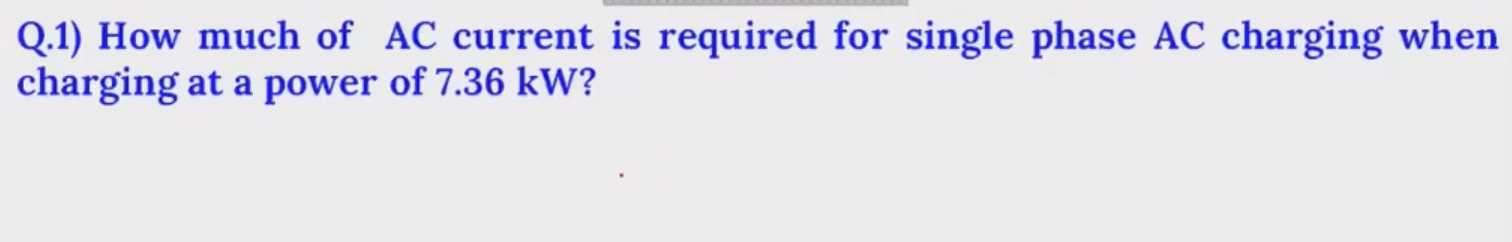 Q.1) How much of AC current is required for single phase AC charging when
charging at a power of 7.36 kW?